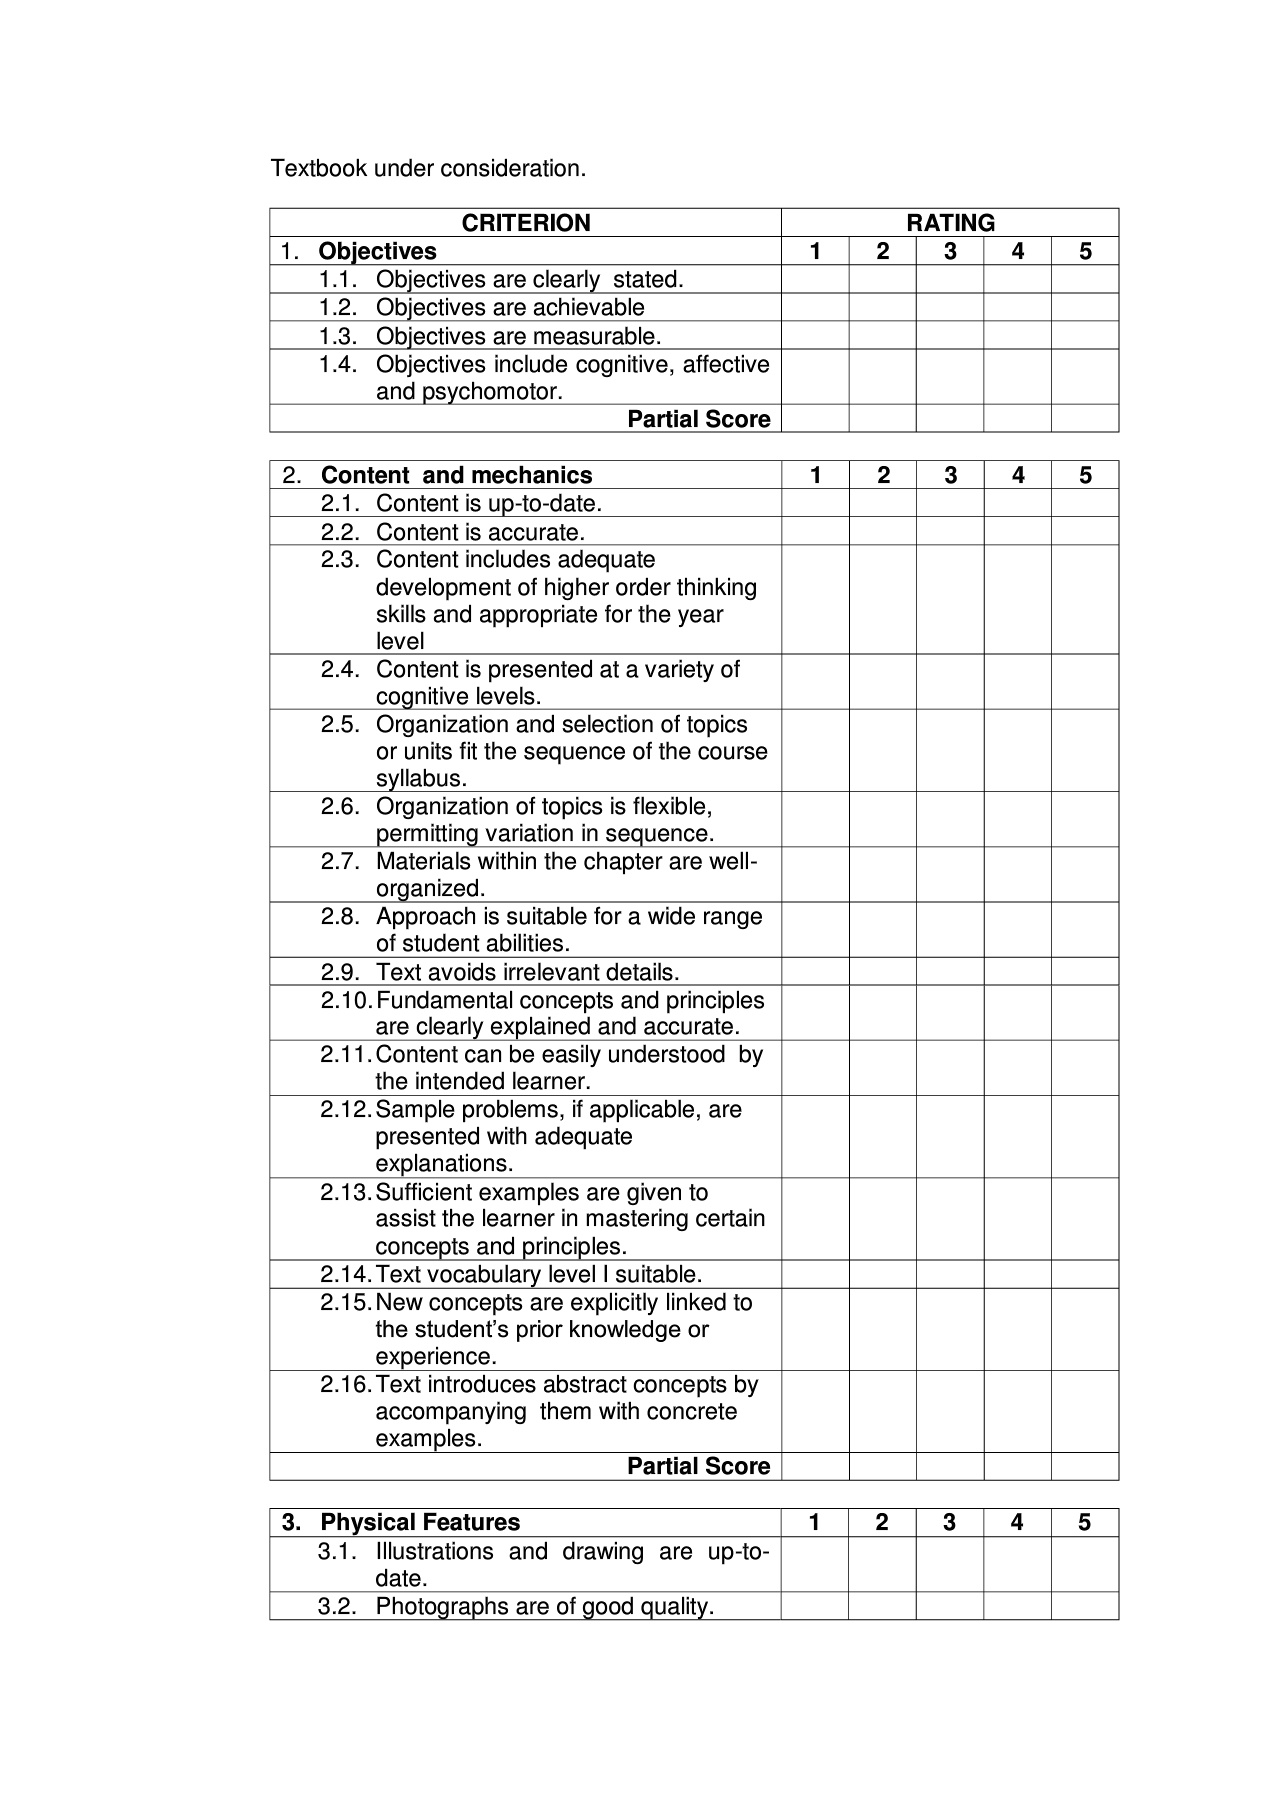 Textbook under consideration.
CRITERION RATING
1. Objectives 1 2 3 4 5
1.1. Objectives are clearly stated.
1.2. Objectives are achievable
1.3. Objectives are measurable.
1.4. Objectives include cognitive, affective
and psychomotor.
Partial Score
2. Content and mechanics 1 2 3 4 5
2.1. Content is up-to-date.
2.2. Content is accurate.
2.3. Content includes adequate
development of higher order thinking
skills and appropriate for the year
level
2.4. Content is presented at a variety of
cognitive levels.
2.5. Organization and selection of topics
or units fit the sequence of the course
syllabus.
2.6. Organization of topics is flexible,
permitting variation in sequence.
2.7. Materials within the chapter are well-
organized.
2.8. Approach is suitable for a wide range
of student abilities.
2.9. Text avoids irrelevant details.
2.10. Fundamental concepts and principles
are clearly explained and accurate.
2.11. Content can be easily understood by
the intended learner.
2.12. Sample problems, if applicable, are
presented with adequate
explanations.
2.13. Sufficient examples are given to
assist the learner in mastering certain
concepts and principles.
2.14. Text vocabulary level I suitable.
2.15. New concepts are explicitly linked to
the student’s prior knowledge or
experience.
2.16. Text introduces abstract concepts by
accompanying them with concrete
examples.
Partial Score
3. Physical Features 1 2 3 4 5
3.1. Illustrations and drawing are up-to-
date.
3.2. Photographs are of good quality.